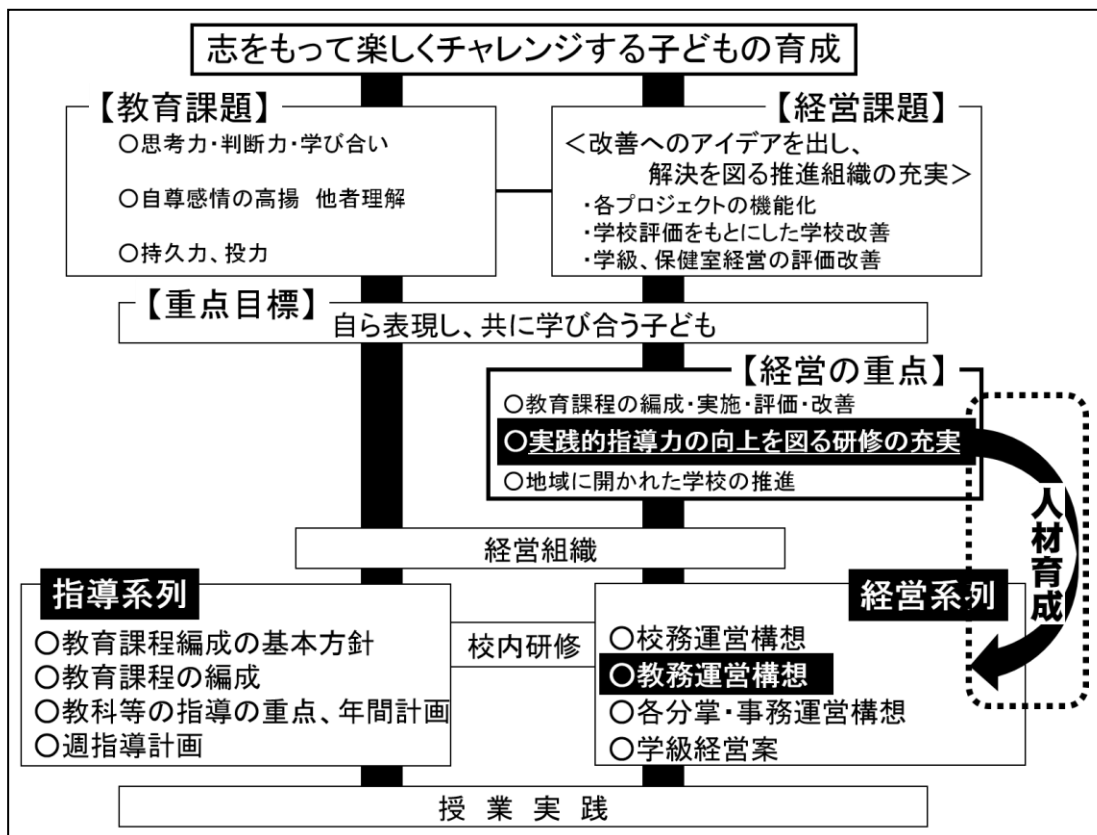 志をもって楽しくチャレンジする子どもの育成
【教育課題】
○思考力・判断力・学び合い
○自尊感情の高揚 他者理解
○持久力、投力
【経営課題】
＜改善へのアイデアを出し、
解決を図る推進組織の充実＞
・各プロジェクトの機能化
・学校評価をもとにした学校改善
・学級、保健室経営の評価改善
【重点目標】
自ら表現し、共に学び合う子ども
【経営の重点】
○教育課程の編成・実施・評価・改善
○実践的指導力の向上を図る研修の充実
○地域に開かれた学校の推進
人材育成
経営組織
指導系列
○教育課程編成の基本方針
○教育課程の編成
○教科等の指導の重点、年間計画
○週指導計画
校内研修
経営系列
○校務運営構想
○教務運営構想
○各分掌・事務運営構想
○学級経営案
授業実践